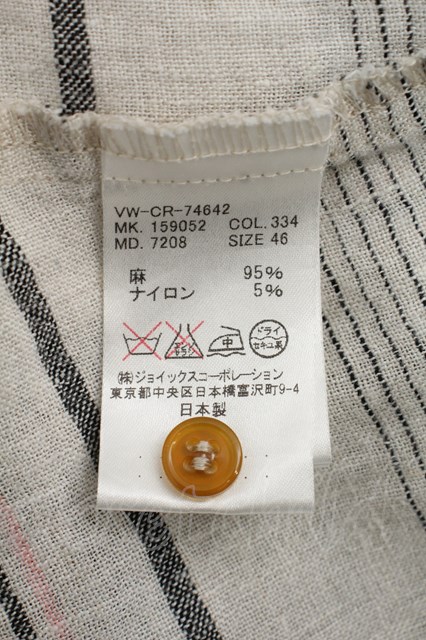 VW-CR-74642
MK. 159052 COL. 334
MD. 7208 SIZE 46
麻 95%
ナイロン 5%
中 ドライ
セキユ系
㈱ジョイックスコーポレーション
東京都中央区日本橋富沢町9-4
日本製